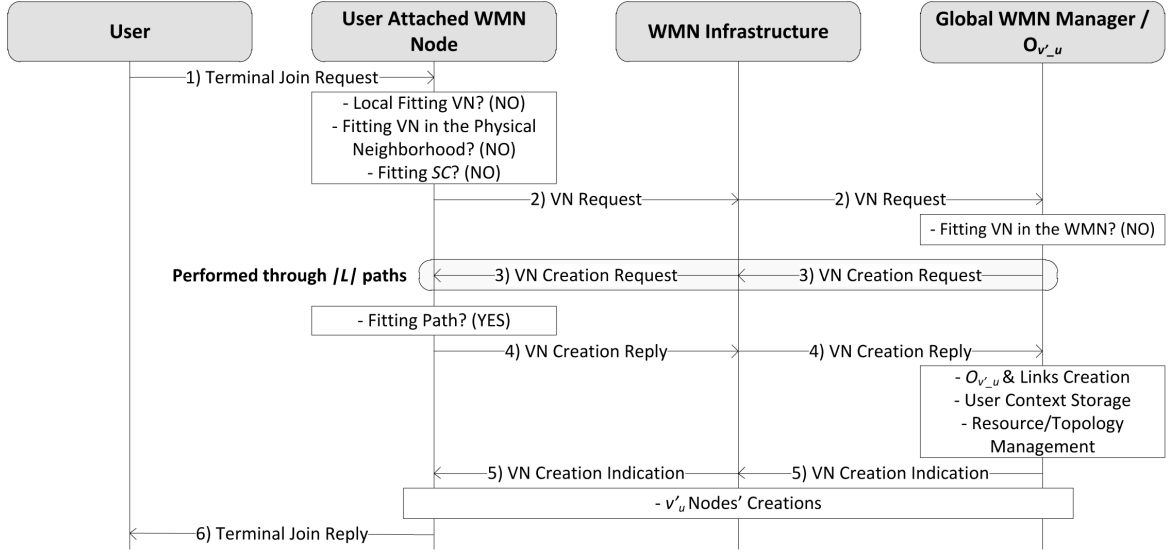 User
User Attached WMN
Node
WMN Infrastructure
Global WMN Manager /
Ov'_u
1) Terminal Join Request
- Local Fitting VN? (NO)
- Fitting VN in the Physical
Neighborhood? (NO)
- Fitting SC? (NO)
2) VN Request
2) VN Request
- Fitting VN in the WMN? (NO)
Performed through |L| paths
3) VN Creation Request
3) VN Creation Request
- Fitting Path? (YES)
4) VN Creation Reply
4) VN Creation Reply
- Ov'_u & Links Creation
- User Context Storage
- Resource/Topology
Management
5) VN Creation Indication
5) VN Creation Indication
- v'u Nodes' Creations
6) Terminal Join Reply